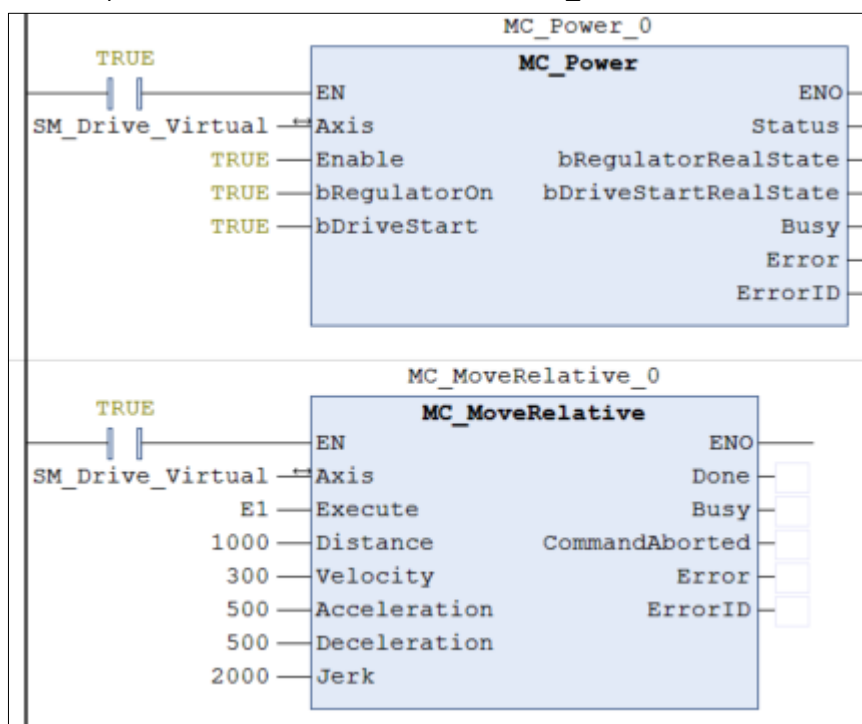 MC_Power_0
TRUE
MC_Power
EN ENO
SM_Drive_Virtual Axis Status
TRUE Enable bRegulatorRealState
TRUE bRegulatorOn bDriveStartRealState
TRUE bDriveStart Busy
Error
ErrorID
MC_MoveRelative_0
TRUE
MC_MoveRelative
EN ENO
SM_Drive_Virtual Axis Done
E1 Execute Busy
1000 Distance CommandAborted
300 Velocity Error
500 Acceleration ErrorID
500 Deceleration
2000 Jerk